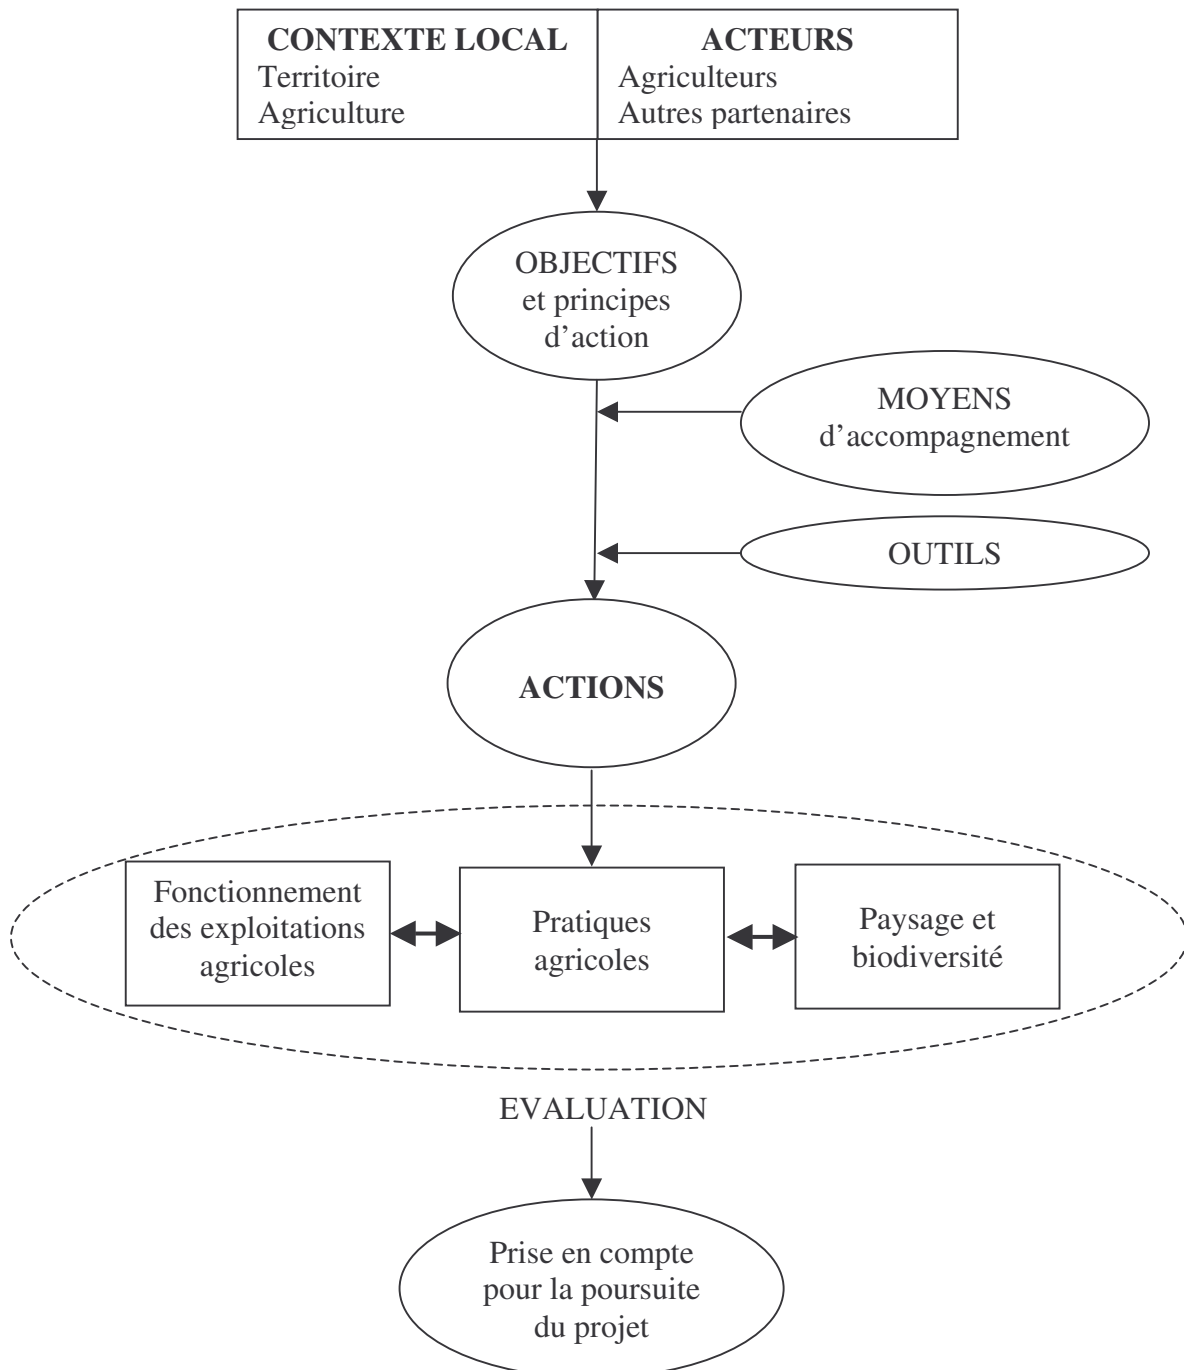 CONTEXTE LOCAL
Territoire
Agriculture
ACTEURS
Agriculteurs
Autres partenaires
OBJECTIFS
et principes
d’action
MOYENS
d’accompagnement
OUTILS
ACTIONS
Fonctionnement
des exploitations
agricoles
Pratiques
agricoles
Paysage et
biodiversité
EVALUATION
Prise en compte
pour la poursuite
du projet